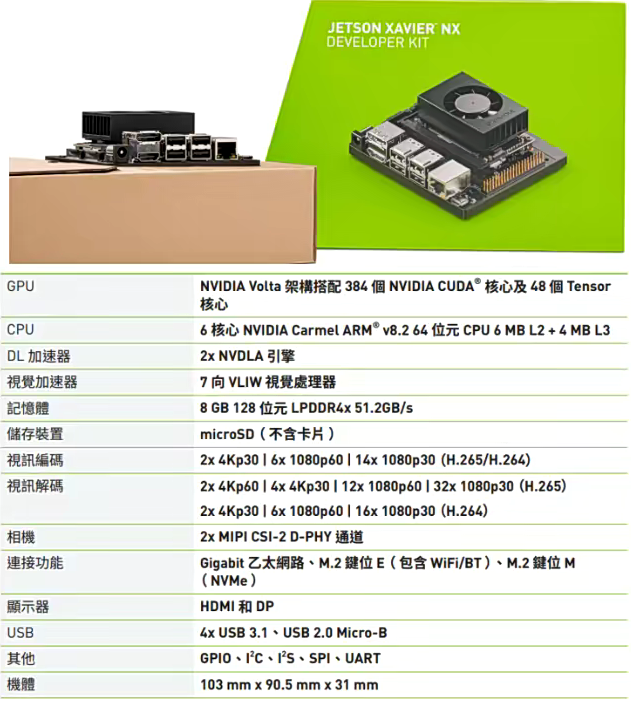 JETSON XAVIER™ NX
DEVELOPER KIT
GPU
NVIDIA Volta 架構搭配 384 個 NVIDIA CUDA® 核心及 48 個 Tensor
核心
CPU
6 核心 NVIDIA Carmel ARM® v8.2 64 位元 CPU 6 MB L2 + 4 MB L3
DL 加速器
2x NVDLA 引擎
視覺加速器
7 向 VLIW 視覺處理器
記憶體
8 GB 128 位元 LPDDR4x 51.2GB/s
儲存裝置
microSD（不含卡片）
視訊編碼
2x 4Kp30 | 6x 1080p60 | 14x 1080p30（H.265/H.264）
視訊解碼
2x 4Kp60 | 4x 4Kp30 | 12x 1080p60 | 32x 1080p30（H.265）
2x 4Kp30 | 6x 1080p60 | 16x 1080p30（H.264）
相機
2x MIPI CSI-2 D-PHY 通道
連接功能
Gigabit 乙太網路、M.2 鍵位 E（包含 WiFi/BT）、M.2 鍵位 M
（NVMe）
顯示器
HDMI 和 DP
USB
4x USB 3.1、USB 2.0 Micro-B
其他
GPIO、I²C、I²S、SPI、UART
機體
103 mm x 90.5 mm x 31 mm